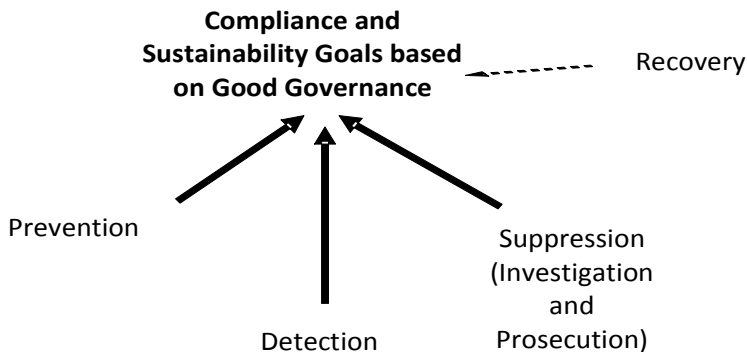 Compliance and
Sustainability Goals based
on Good Governance
Recovery
Prevention
Suppression
(Investigation
and
Prosecution)
Detection